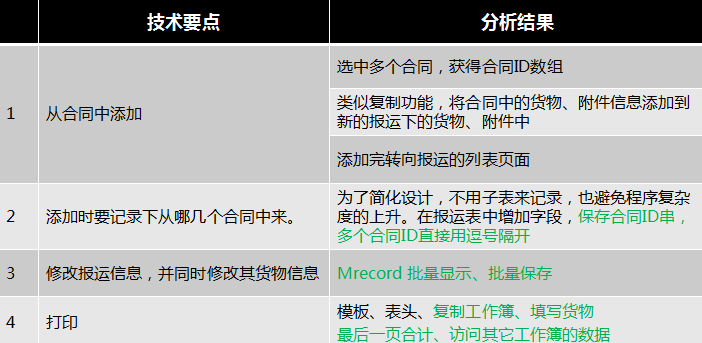 技术要点 分析结果
1 从合同中添加
选中多个合同，获得合同ID数组
类似复制功能，将合同中的货物、附件信息添加到
新的报运下的货物、附件中
添加完转向报运的列表页面
2 添加时要记录下从哪几个合同中来。
为了简化设计，不用子表来记录，也避免程序复杂
度的上升。在报运表中增加字段，保存合同ID串，
多个合同ID直接用逗号隔开
3 修改报运信息，并同时修改其货物信息 Mrecord 批量显示、批量保存
4 打印
模板、表头、复制工作簿、填写货物
最后一页合计、访问其它工作簿的数据